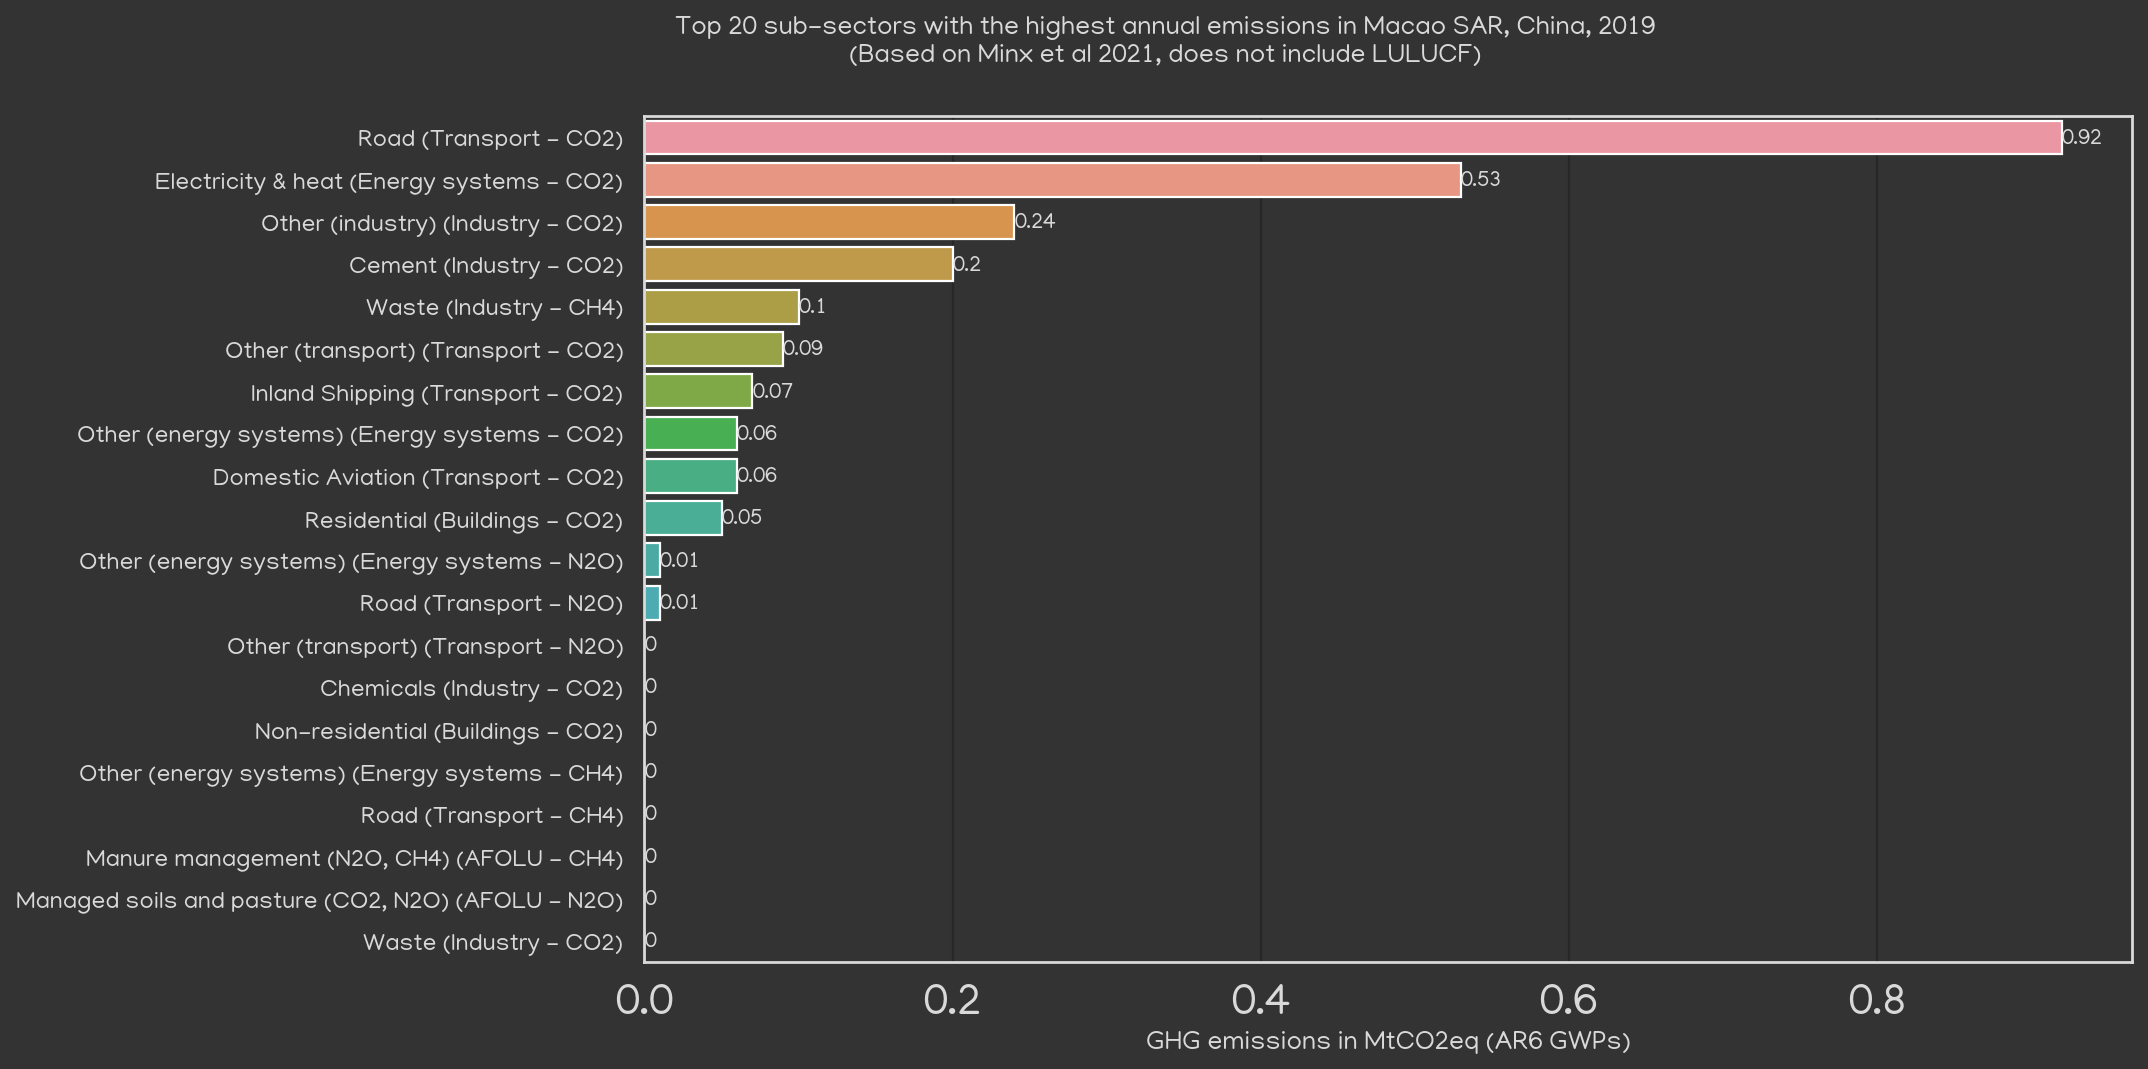 Top 20 sub-sectors with the highest annual emissions in Macao SAR, China, 2019
(Based on Minx et al 2021, does not include LULUCF)
Road (Transport - CO2) 0.92
Electricity & heat (Energy systems - CO2) 0.53
Other (industry) (Industry - CO2) 0.24
Cement (Industry - CO2) 0.2
Waste (Industry - CH4) 0.1
Other (transport) (Transport - CO2) 0.09
Inland Shipping (Transport - CO2) 0.07
Other (energy systems) (Energy systems - CO2) 0.06
Domestic Aviation (Transport - CO2) 0.06
Residential (Buildings - CO2) 0.05
Other (energy systems) (Energy systems - N2O) 0.01
Road (Transport - N2O) 0.01
Other (transport) (Transport - N2O) 0
Chemicals (Industry - CO2) 0
Non-residential (Buildings - CO2) 0
Other (energy systems) (Energy systems - CH4) 0
Road (Transport - CH4) 0
Manure management (N2O, CH4) (AFOLU - CH4) 0
Managed soils and pasture (CO2, N2O) (AFOLU - N2O) 0
Waste (Industry - CO2) 0
0.0 0.2 0.4 0.6 0.8
GHG emissions in MtCO2eq (AR6 GWPs)